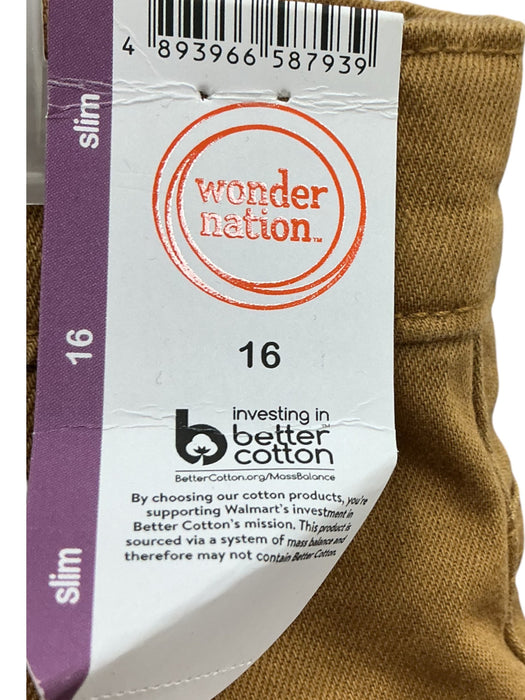 4 893966 587939
slim
wonder
nation™
16
16
investing in
better
cotton
BetterCotton.org/MassBalance
By choosing our cotton products, you're
supporting Walmart's investment in
Better Cotton's mission. This product is
sourced via a system of mass balance and
therefore may not contain Better Cotton.
slim